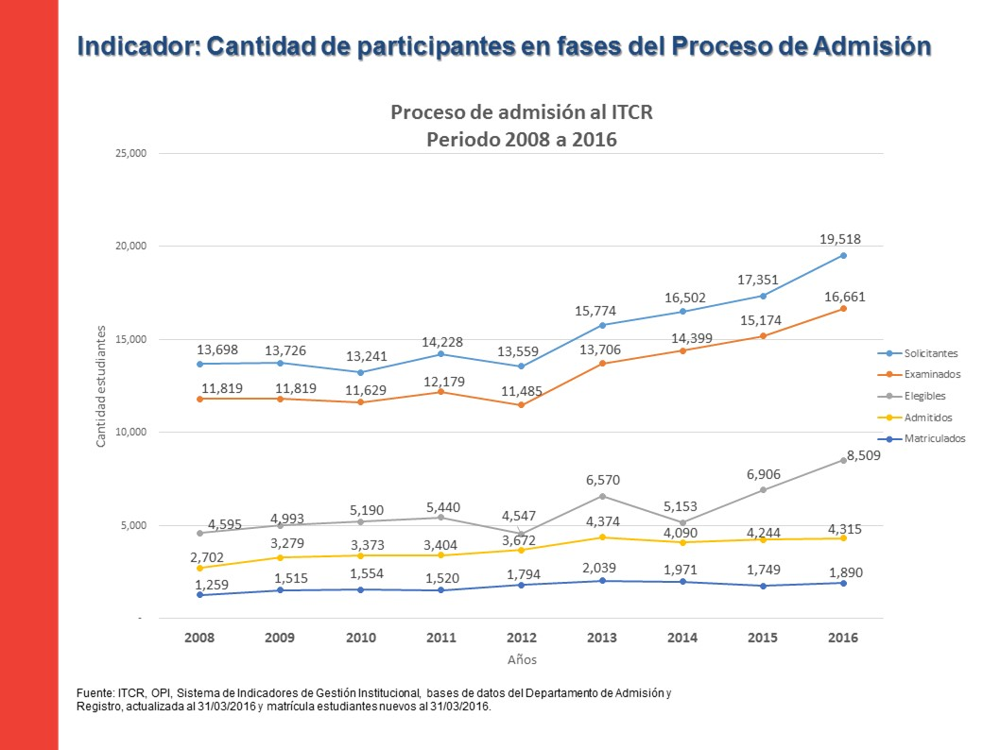 Indicador: Cantidad de participantes en fases del Proceso de Admisión
Proceso de admisión al ITCR
Periodo 2008 a 2016
25,000
20,000
15,000
10,000
5,000
-
Cantidad estudiantes
13,698 13,726 13,241 14,228 13,559 15,774 16,502 17,351 19,518
11,819 11,819 11,629 12,179 11,485 13,706 14,399 15,174 16,661
4,595 4,993 5,190 5,440 4,547 6,570 5,153 6,906 8,509
2,702 3,279 3,373 3,404 3,672 4,374 4,090 4,244 4,315
1,259 1,515 1,554 1,520 1,794 2,039 1,971 1,749 1,890
Solicitantes
Examinados
Elegibles
Admitidos
Matriculados
2008 2009 2010 2011 2012 2013 2014 2015 2016
Años
Fuente: ITCR, OPI, Sistema de Indicadores de Gestión Institucional, bases de datos del Departamento de Admisión y
Registro, actualizada al 31/03/2016 y matrícula estudiantes nuevos al 31/03/2016.